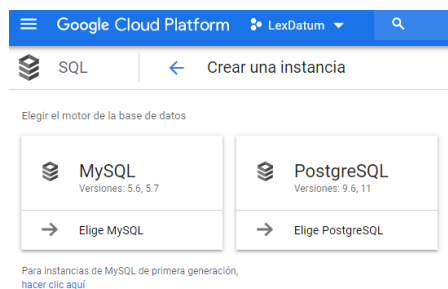 Google Cloud Platform LexDatum
SQL Crear una instancia
Elegir el motor de la base de datos
MySQL
Versiones: 5.6, 5.7
Elige MySQL
PostgreSQL
Versiones: 9.6, 11
Elige PostgreSQL
Para instancias de MySQL de primera generación,
hacer clic aquí